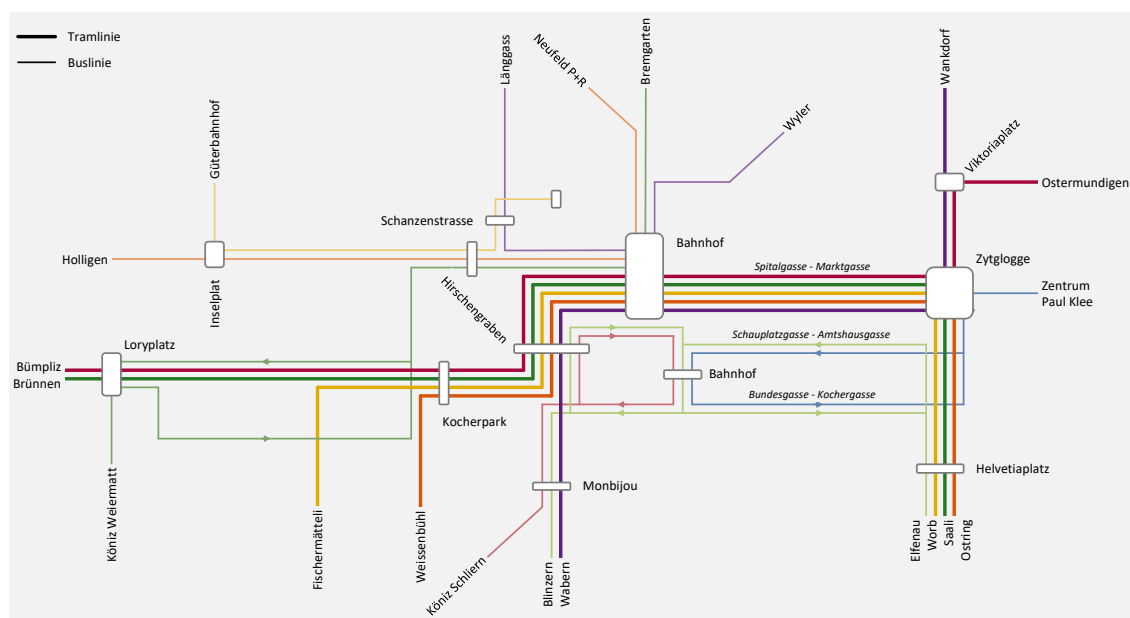 Tramlinie
Buslinie
Länggass
Neufeld P+R
Bremgarten
Wankdorf
Wyler
Güterbahnhof
Viktoriaplatz
Ostermundigen
Schanzenstrasse
Bahnhof
Holligen
Inselplatz
Spitalgasse - Marktgasse
Zytglogge
Zentrum
Paul Klee
Hirschengraben
Loryplatz
Schauplatzgasse - Amtshausgasse
Bümpliz
Brünnen
Bahnhof
Bundesgasse - Kochergasse
Kocherpark
Helvetiaplatz
Monbijou
Köniz Weiermatt
Fischermätteli
Weissenbühl
Köniz Schliern
Blinzern
Wabern
Elfenau
Worb
Saali
Ostring